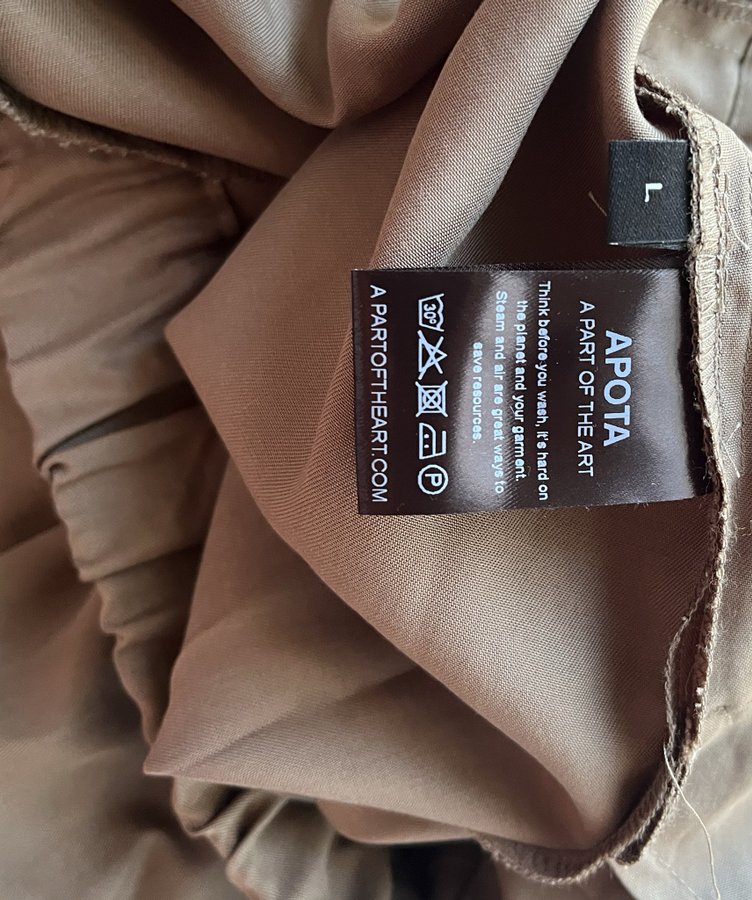 L
APOTA
A PART OF THE ART
Think before you wash, it's hard on
the planet and your garment.
Steam and air are great ways to
save resources.
30°
P
A PARTOFTHEART.COM